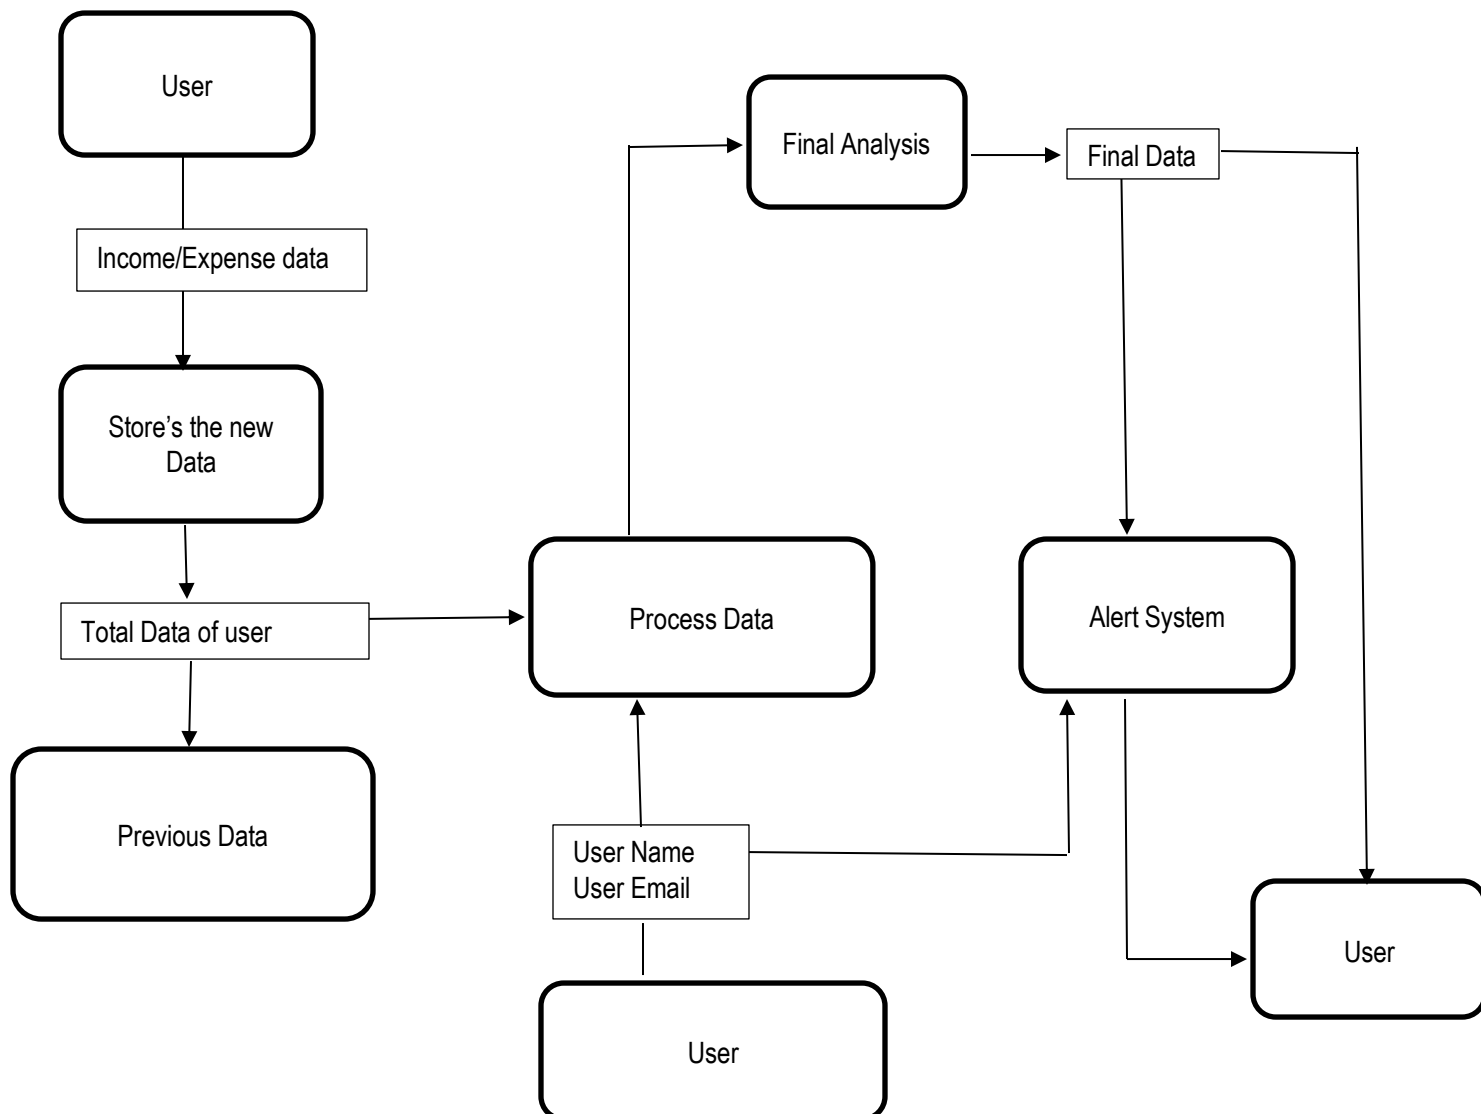 User
Final Analysis
Final Data
Income/Expense data
Store’s the new
Data
Total Data of user
Process Data
Alert System
Previous Data
User Name
User Email
User
User